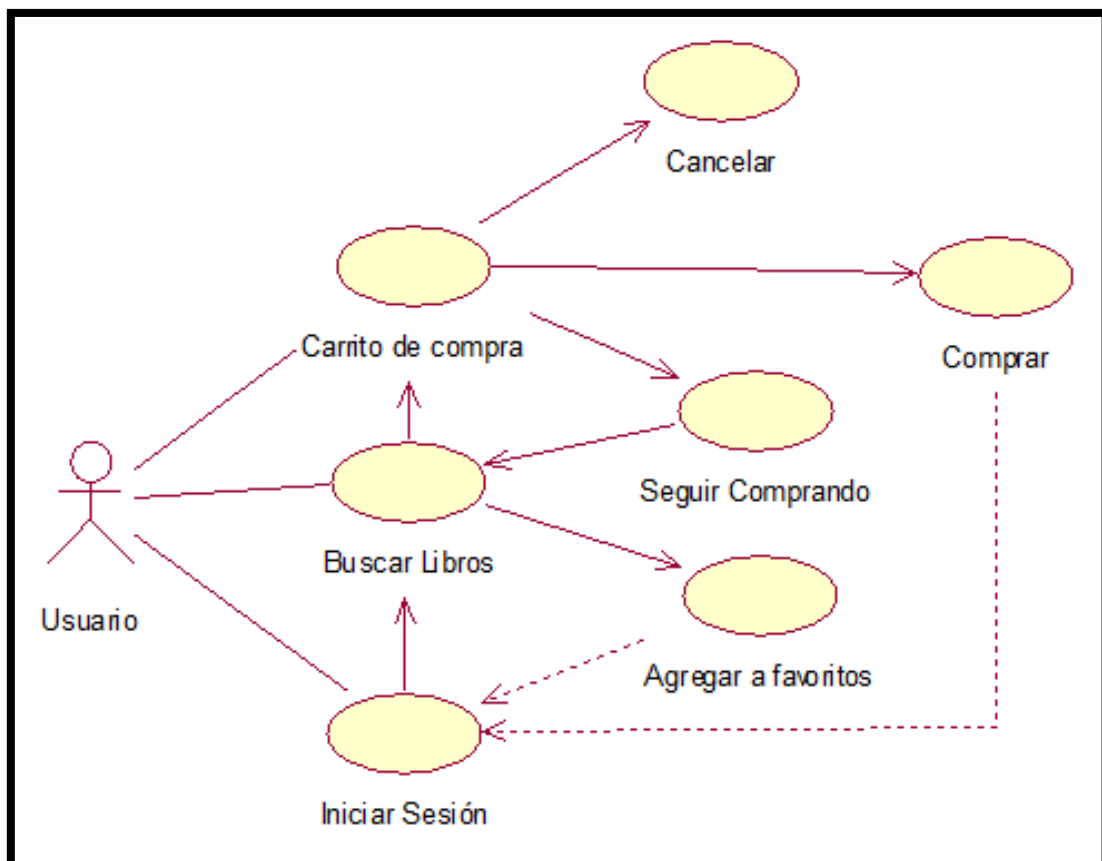 Cancelar
Carrito de compra
Comprar
Seguir Comprando
Buscar Libros
Usuario
Agregar a favoritos
Iniciar Sesión